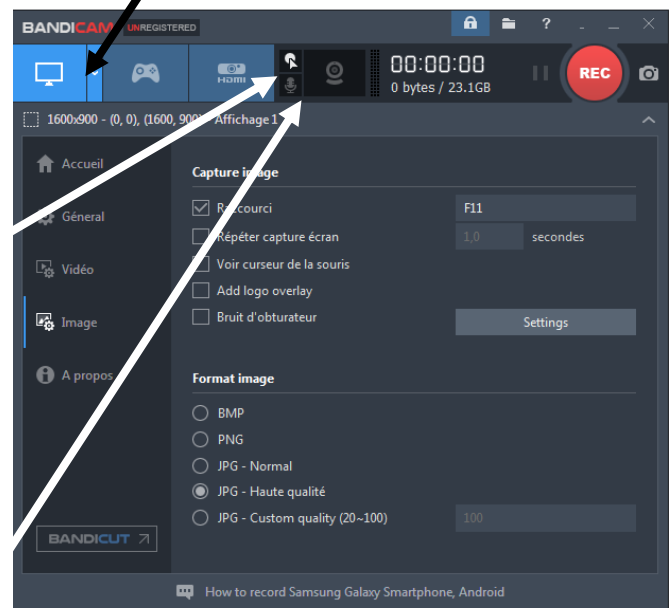 BANDICAM UNREGISTERED
HDMI
00:00:00
0 bytes / 23.1GB
REC
1600x900 - (0, 0), (1600, 900) - Affichage 1
Accueil
Géneral
Vidéo
Image
A propos
BANDICUT
Capture image
Raccourci F11
Répéter capture écran 1,0 secondes
Voir curseur de la souris
Add logo overlay
Bruit d'obturateur Settings
Format image
BMP
PNG
JPG - Normal
JPG - Haute qualité
JPG - Custom quality (20~100) 100
How to record Samsung Galaxy Smartphone, Android